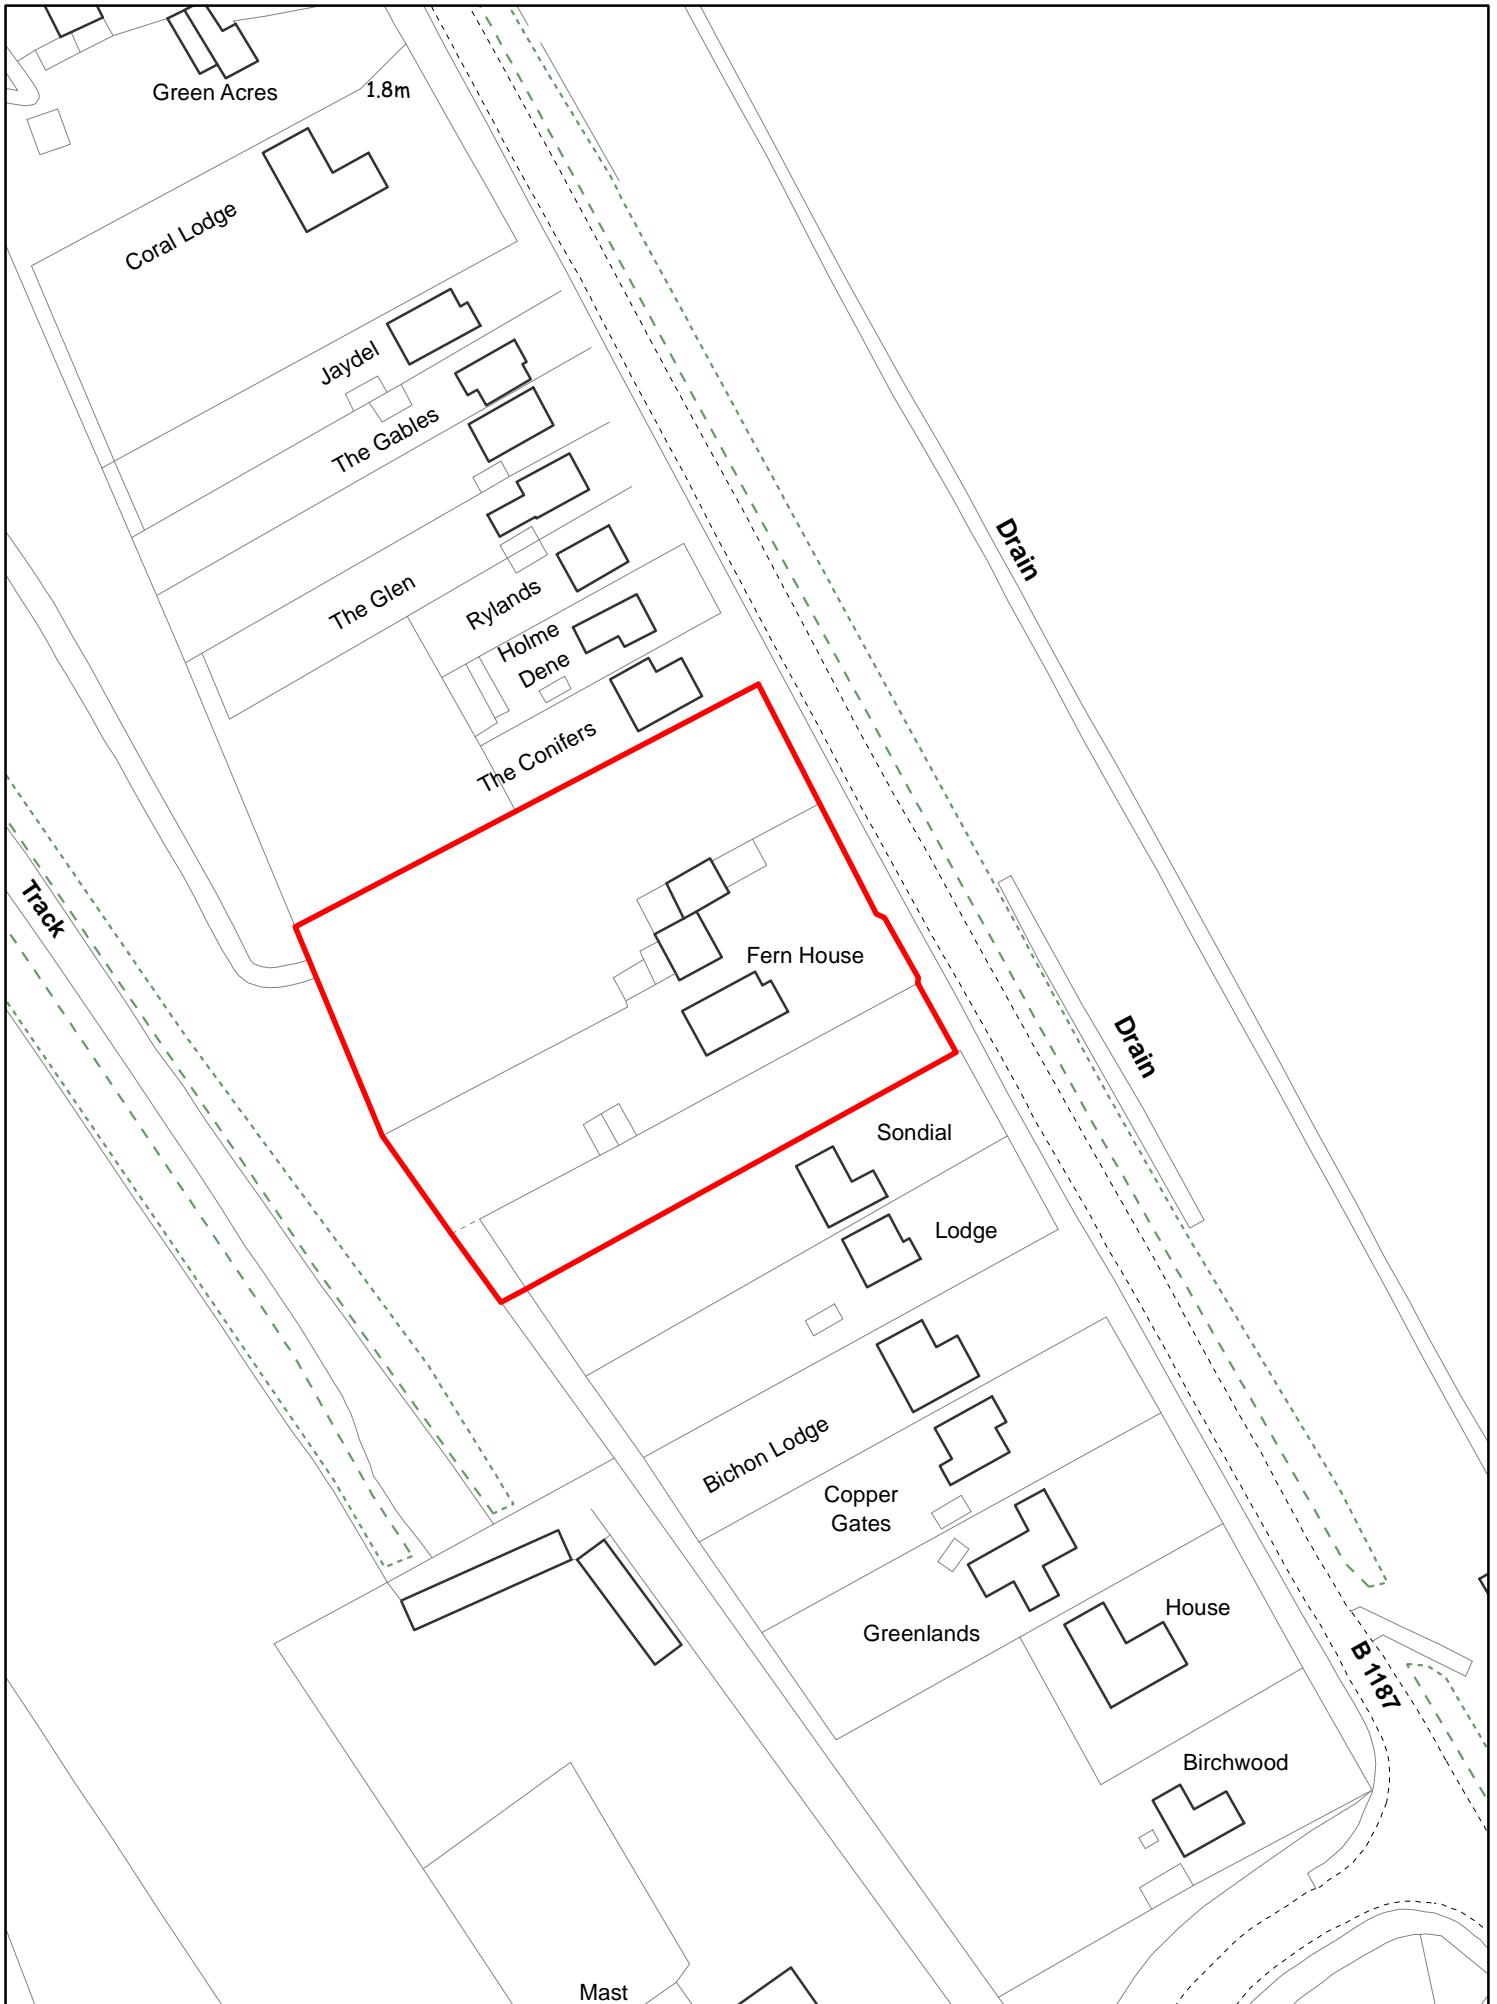 Green Acres
1.8m
Coral Lodge
Jaydel
The Gables
Drain
The Glen
Rylands
Holme
Dene
The Conifers
Track
Fern House
Drain
Sondial
Lodge
Bichon Lodge
Copper
Gates
House
Greenlands
B 1187
Birchwood
Mast